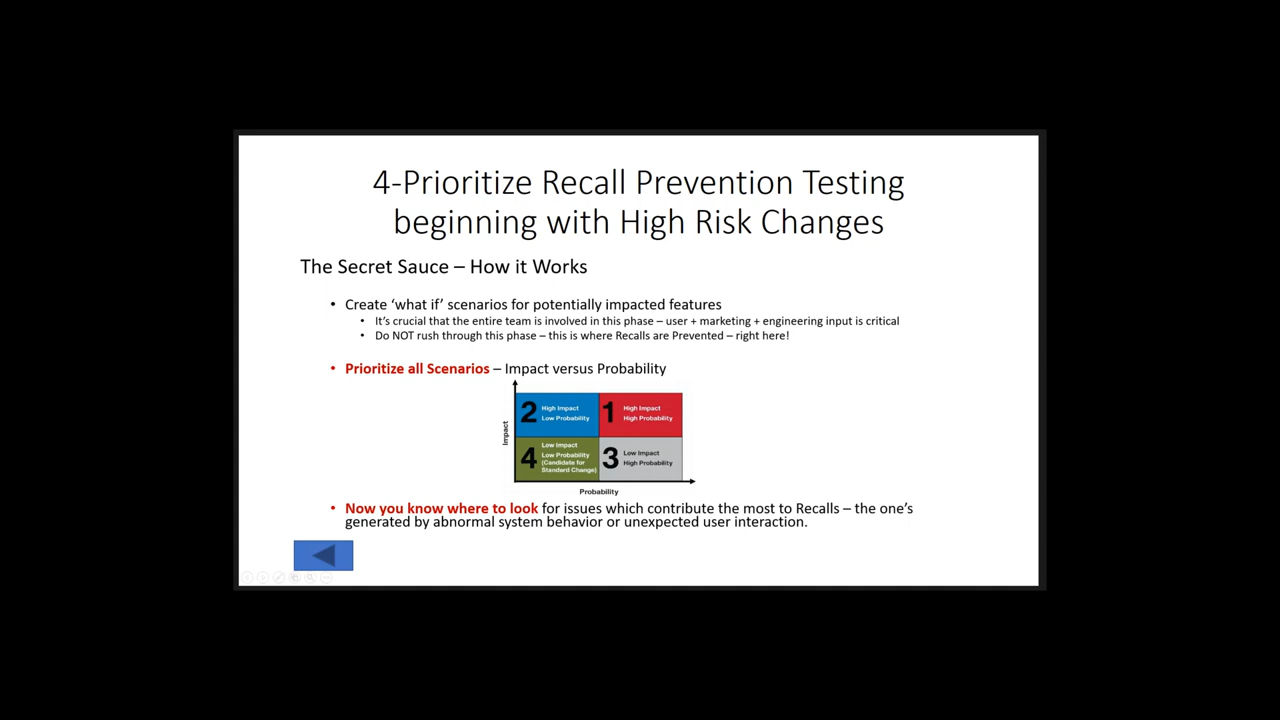 4-Prioritize Recall Prevention Testing
beginning with High Risk Changes
The Secret Sauce – How it Works
• Create ‘what if’ scenarios for potentially impacted features
• It’s crucial that the entire team is involved in this phase – user + marketing + engineering input is critical
• Do NOT rush through this phase – this is where Recalls are Prevented – right here!
• Prioritize all Scenarios – Impact versus Probability
Impact
2 High Impact
Low Probability
1 High Impact
High Probability
4 Low Impact
Low Probability
(Candidate for
Standard Change)
3 Low Impact
High Probability
Probability
• Now you know where to look for issues which contribute the most to Recalls – the one’s
generated by abnormal system behavior or unexpected user interaction.